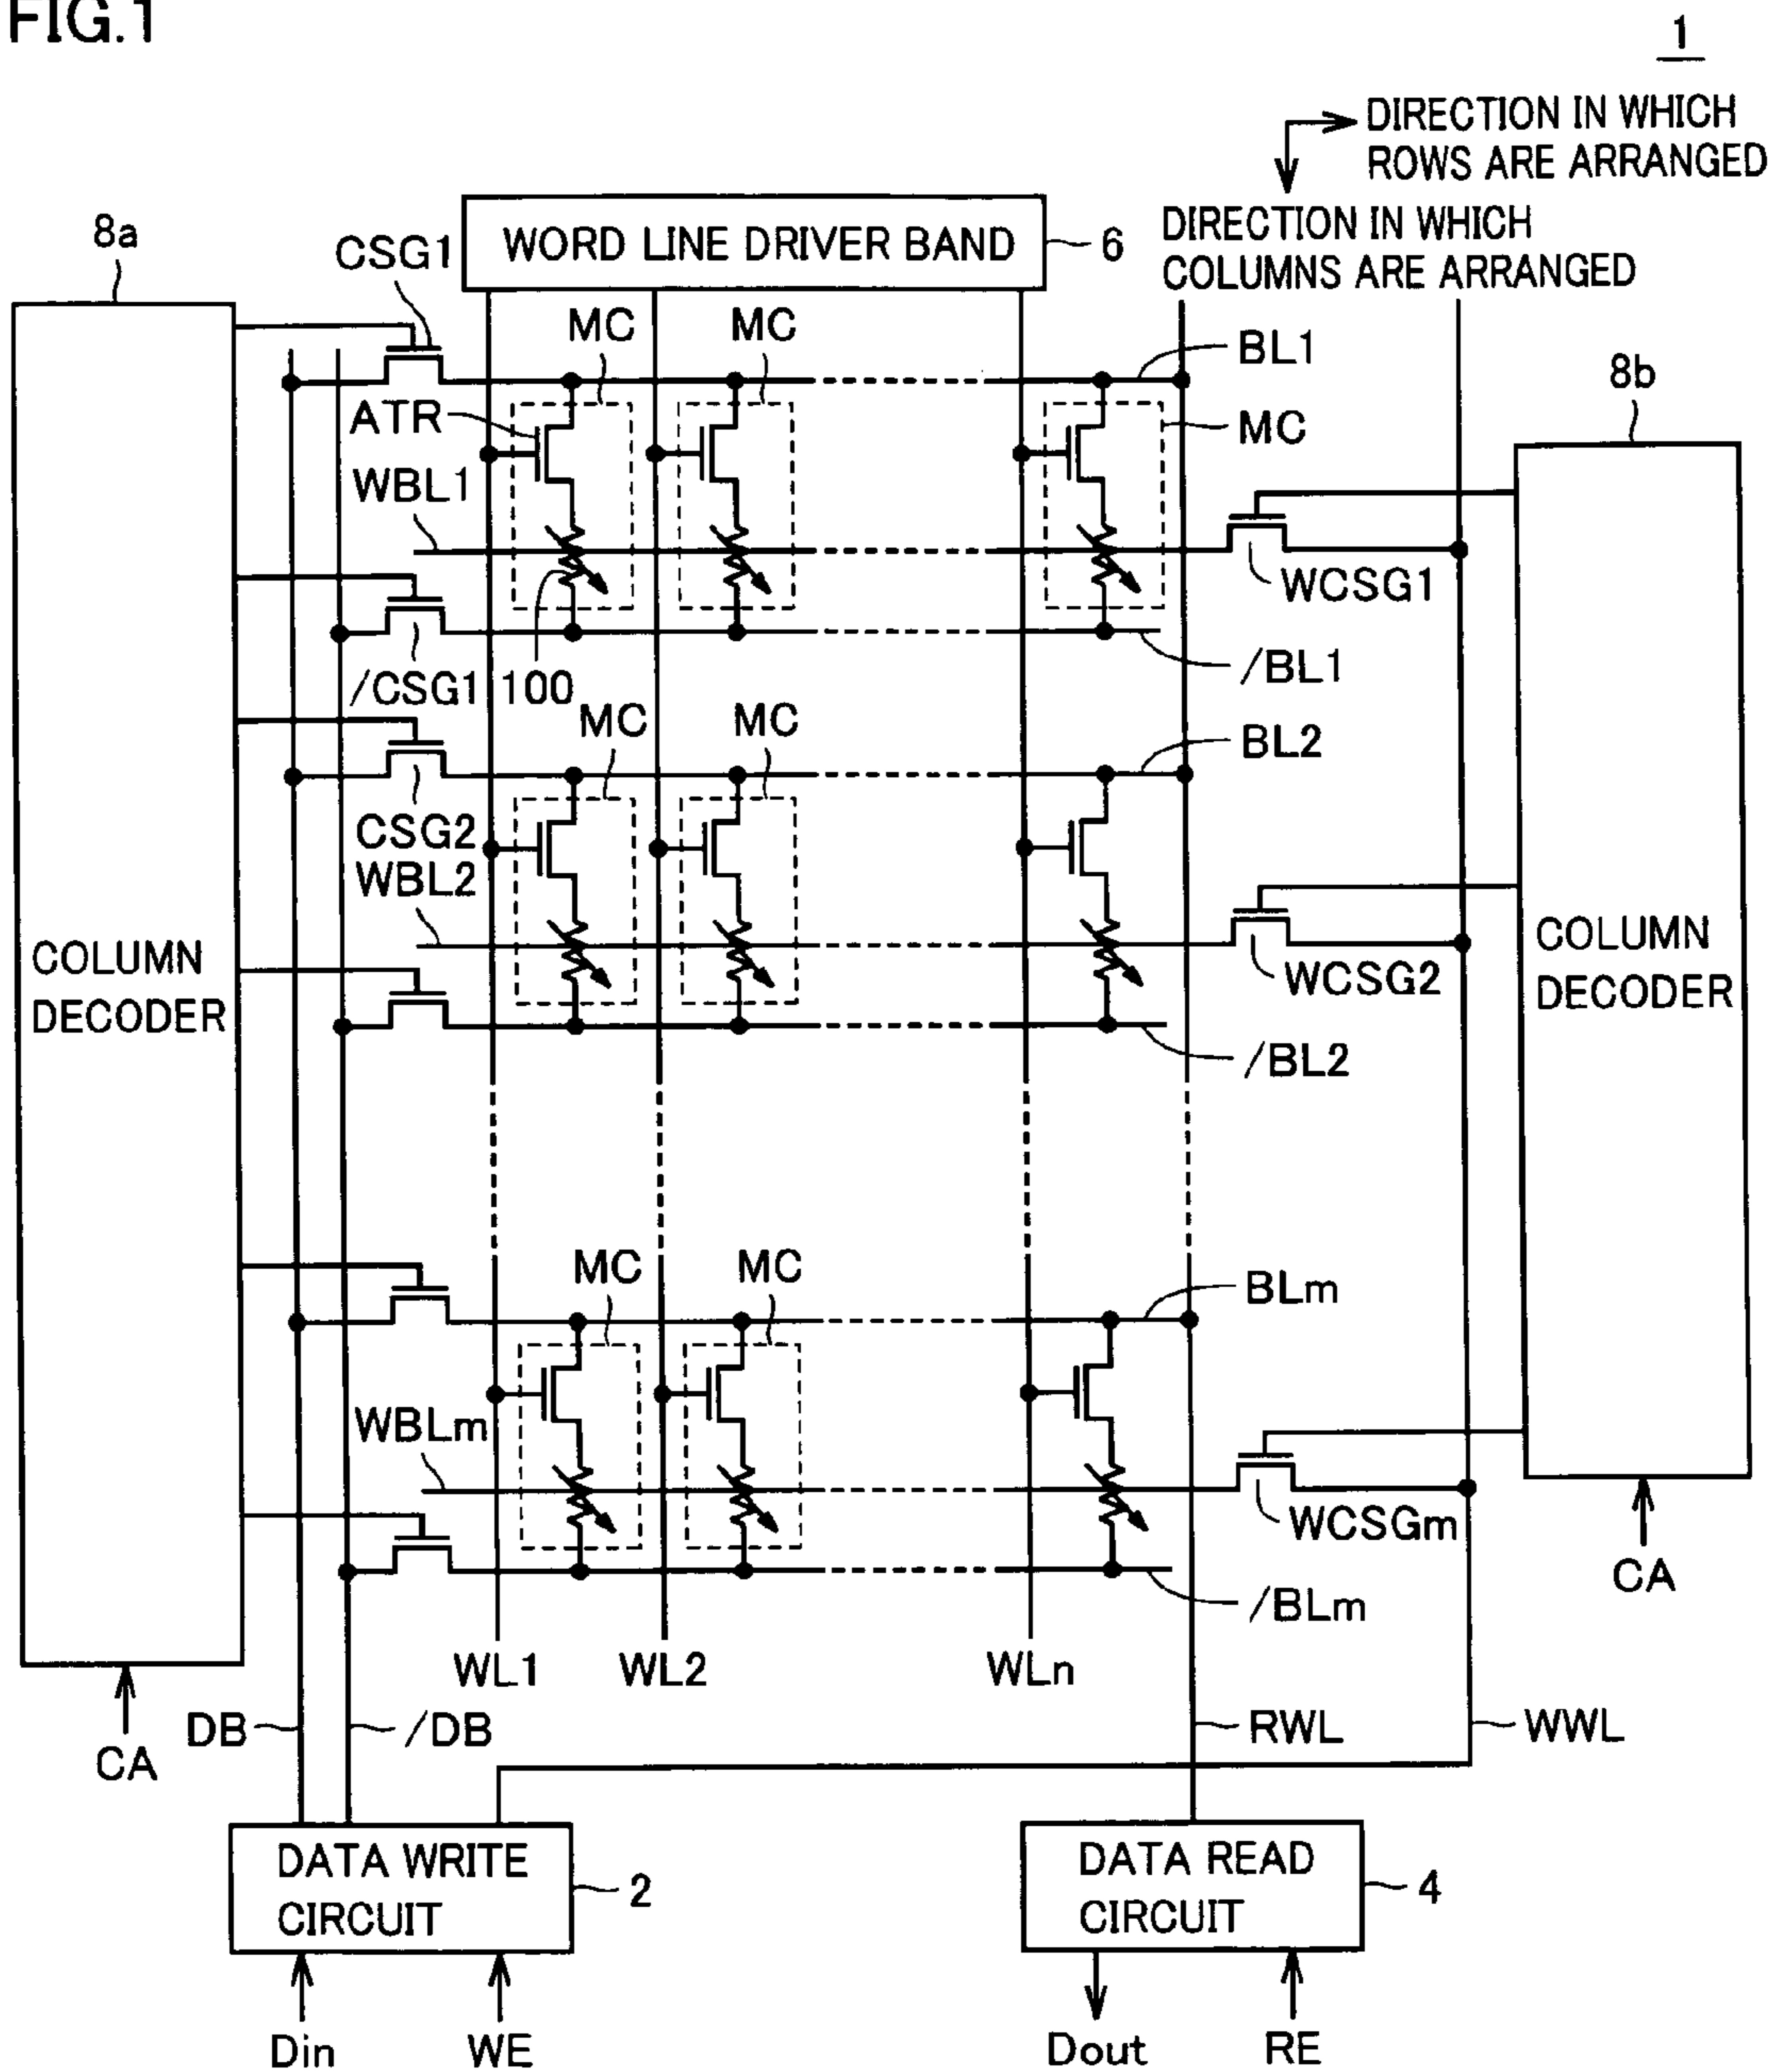 FIG.1
1
DIRECTION IN WHICH
ROWS ARE ARRANGED
DIRECTION IN WHICH
COLUMNS ARE ARRANGED
8a
CSG1
WORD LINE DRIVER BAND
6
MC
MC
BL1
8b
ATR
MC
WBL1
WCSG1
/CSG1
100
/BL1
MC
MC
BL2
CSG2
WBL2
COLUMN
DECODER
WCSG2
COLUMN
DECODER
/BL2
MC
MC
BLm
WBLm
WCSGm
CA
/BLm
WL1
WL2
WLn
DB
/DB
RWL
WWL
CA
DATA WRITE
CIRCUIT
2
DATA READ
CIRCUIT
4
Din
WE
Dout
RE